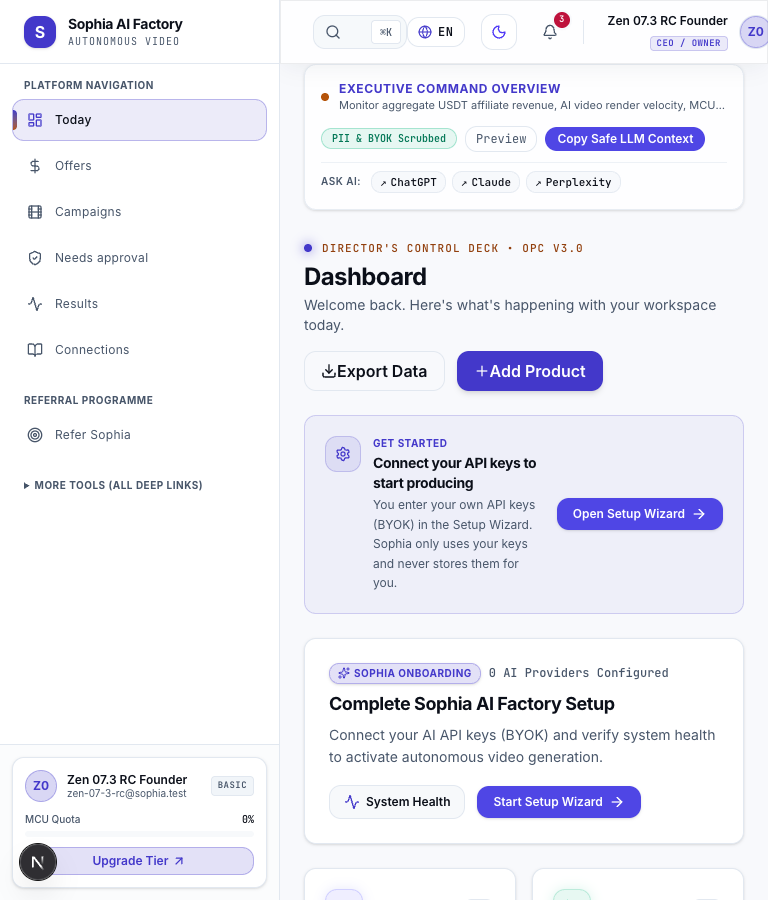 S
Sophia AI Factory
AUTONOMOUS VIDEO
PLATFORM NAVIGATION
Today
Offers
Campaigns
Needs approval
Results
Connections
REFERRAL PROGRAMME
Refer Sophia
MORE TOOLS (ALL DEEP LINKS)
Z0
Zen 07.3 RC Founder
zen-07-3-rc@sophia.test
BASIC
MCU Quota
0%
N
Upgrade Tier
⌘K
EN
3
Zen 07.3 RC Founder
CEO / OWNER
Z0
EXECUTIVE COMMAND OVERVIEW
Monitor aggregate USDT affiliate revenue, AI video render velocity, MCU...
PII & BYOK Scrubbed
Preview
Copy Safe LLM Context
ASK AI:
↗ ChatGPT
↗ Claude
↗ Perplexity
DIRECTOR'S CONTROL DECK • OPC V3.0
Dashboard
Welcome back. Here's what's happening with your workspace
today.
Export Data
Add Product
GET STARTED
Connect your API keys to
start producing
You enter your own API keys
(BYOK) in the Setup Wizard.
Sophia only uses your keys
and never stores them for
you.
Open Setup Wizard
SOPHIA ONBOARDING
0 AI Providers Configured
Complete Sophia AI Factory Setup
Connect your AI API keys (BYOK) and verify system health
to activate autonomous video generation.
System Health
Start Setup Wizard